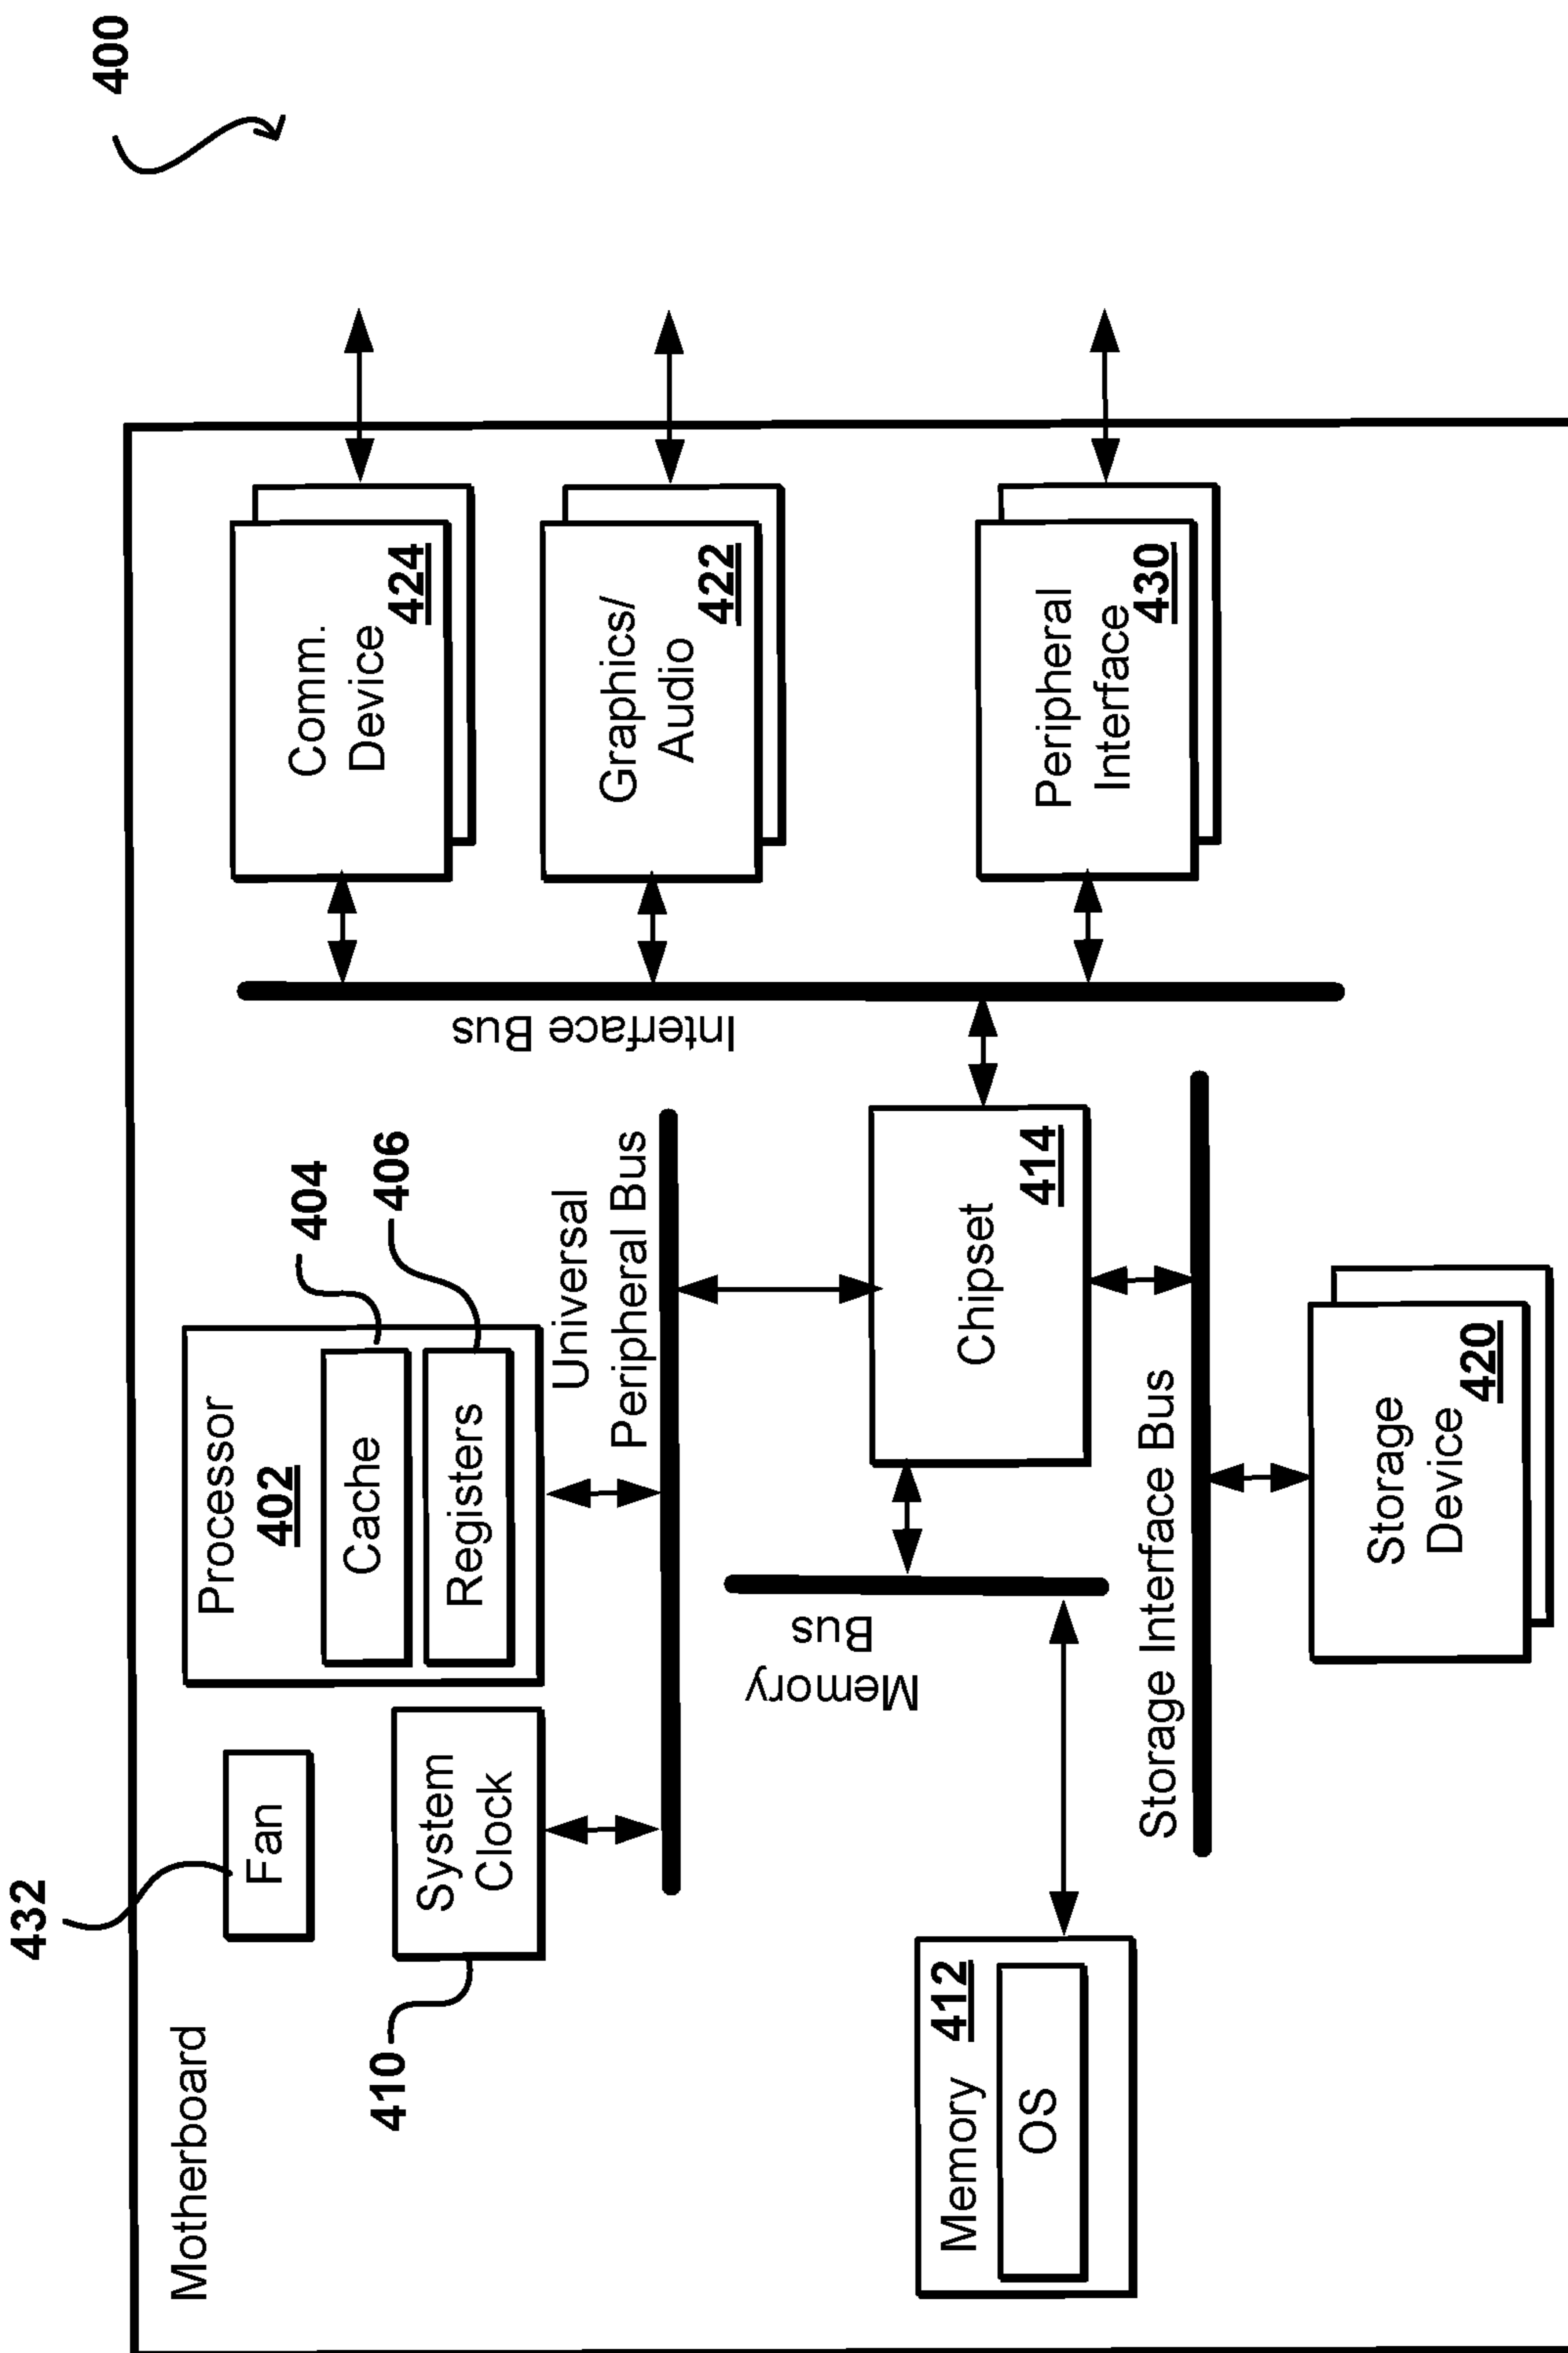 400
432
Motherboard
Fan
Processor
402
Cache
404
Registers
406
System
Clock
410
Universal
Peripheral Bus
Comm.
Device
424
Graphics/
Audio
422
Interface Bus
Memory
Bus
Chipset
414
Peripheral
Interface
430
Memory 412
OS
Storage Interface Bus
Storage
Device
420